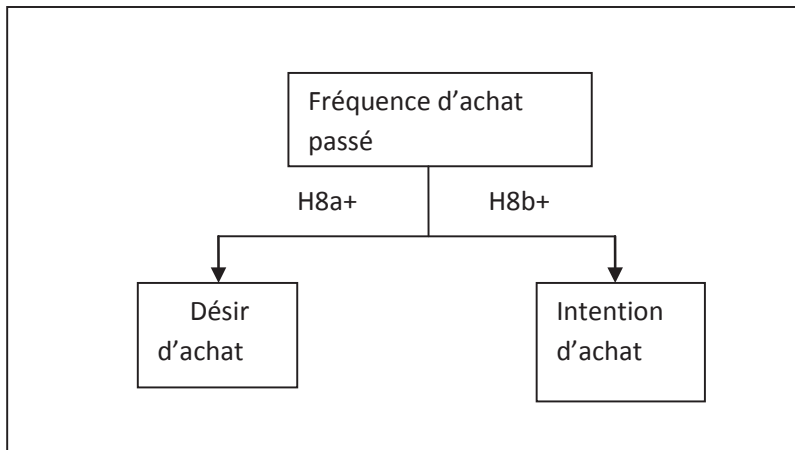 Fréquence d’achat
passé
H8a+ H8b+
Désir
d’achat
Intention
d’achat